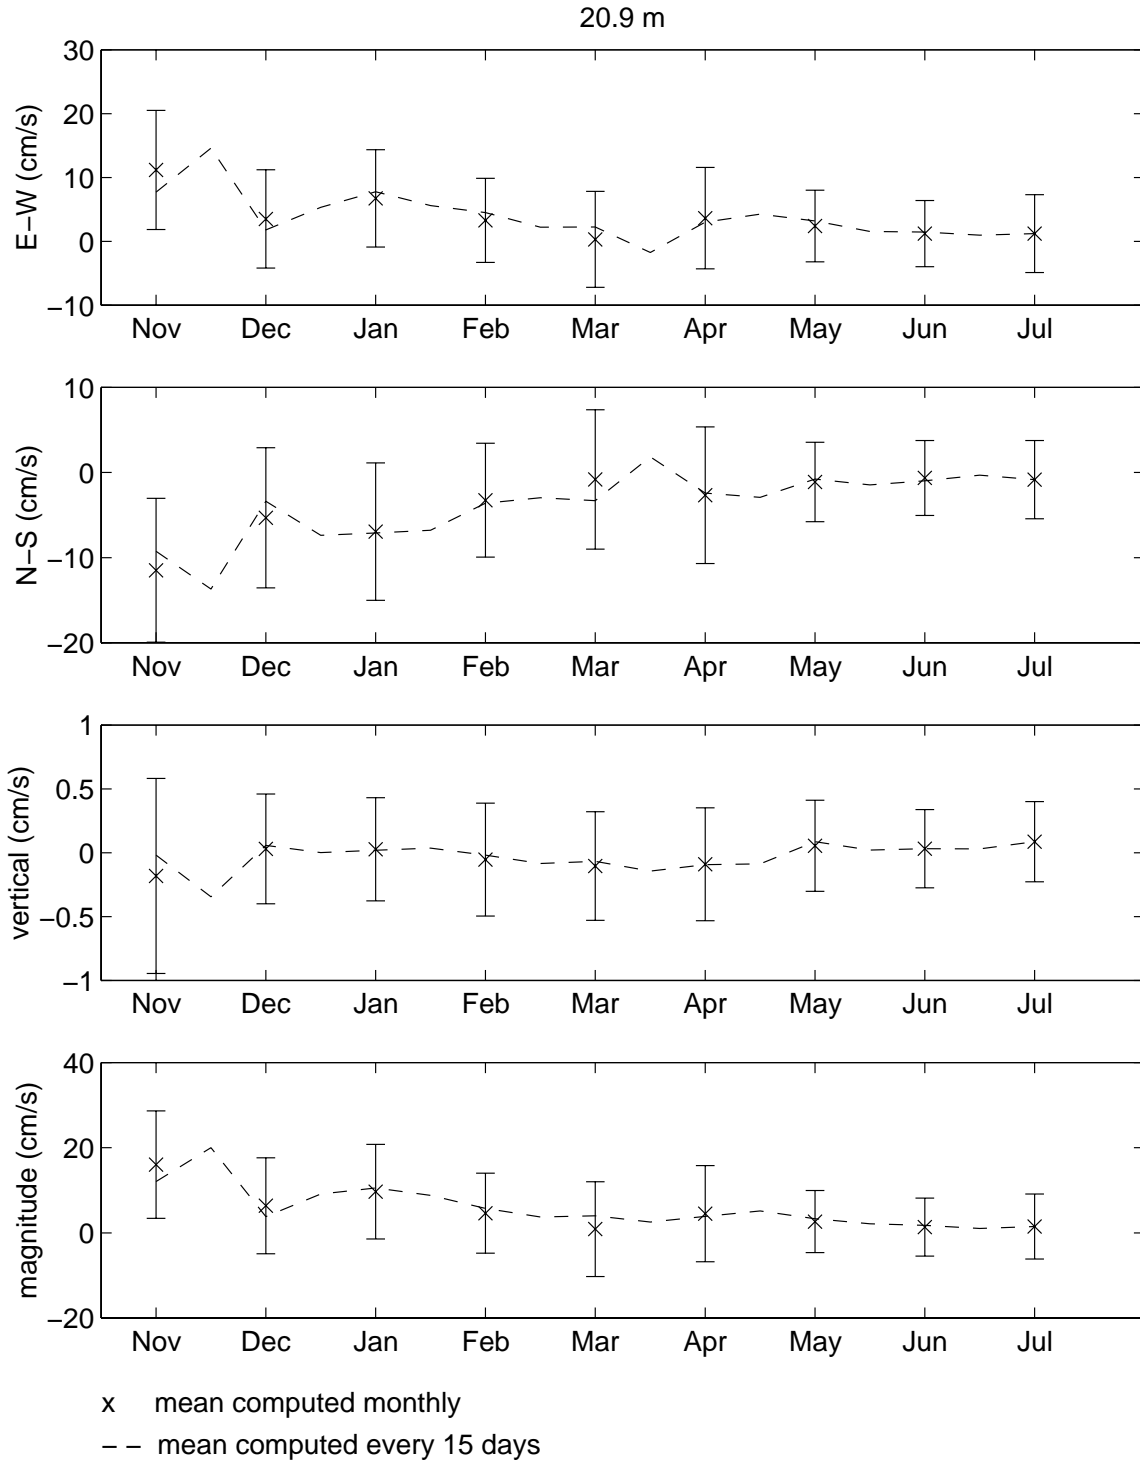 20.9 m
30
20
10
0
−10
E−W (cm/s)
Nov Dec Jan Feb Mar Apr May Jun Jul
10
0
−10
−20
N−S (cm/s)
Nov Dec Jan Feb Mar Apr May Jun Jul
1
0.5
0
−0.5
−1
vertical (cm/s)
Nov Dec Jan Feb Mar Apr May Jun Jul
40
20
0
−20
magnitude (cm/s)
Nov Dec Jan Feb Mar Apr May Jun Jul
x mean computed monthly
− − mean computed every 15 days